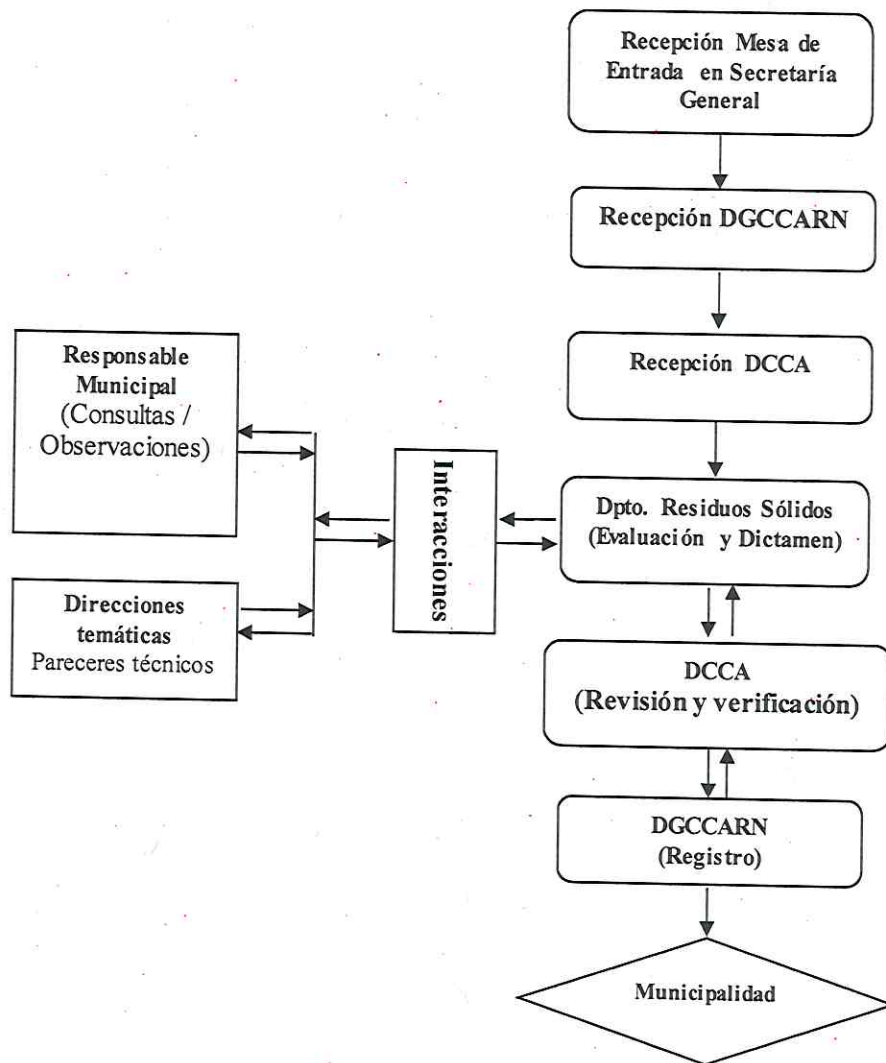 Recepción Mesa de
Entrada en Secretaría
General
Recepción DGCCARN
Recepción DCCA
Responsable
Municipal
(Consultas /
Observaciones)
Interacciones
Dpto. Residuos Sólidos
(Evaluación y Dictamen)
Direcciones
temáticas
Pareceres técnicos
DCCA
(Revisión y verificación)
DGCCARN
(Registro)
Municipalidad